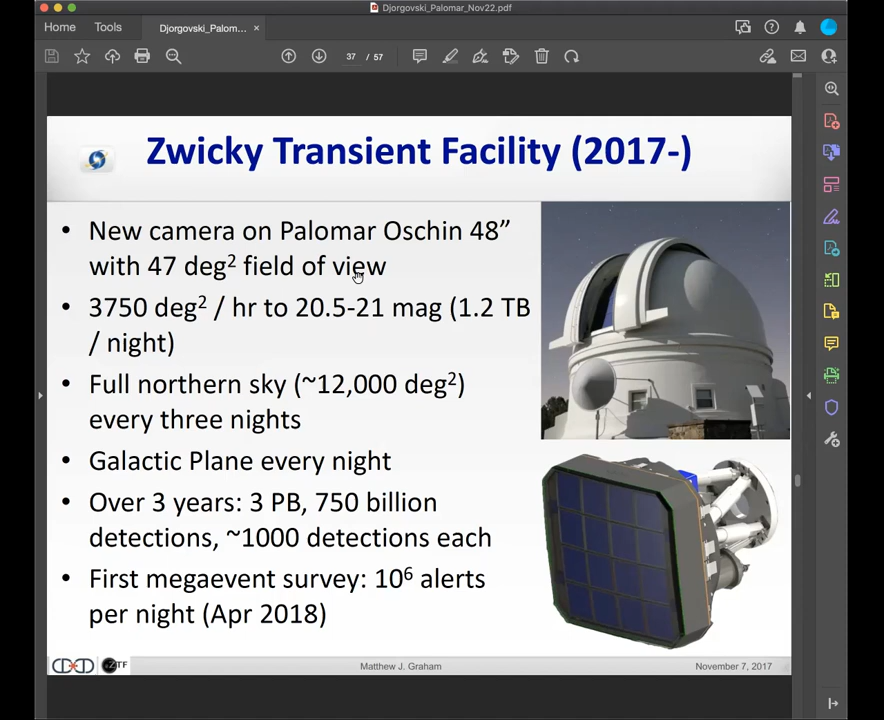 Djorgovski_Palomar_Nov22.pdf
Home Tools Djorgovski_Palom... ×
37 / 57
Zwicky Transient Facility (2017-)
• New camera on Palomar Oschin 48”
with 47 deg² field of view
• 3750 deg² / hr to 20.5-21 mag (1.2 TB
/ night)
• Full northern sky (~12,000 deg²)
every three nights
• Galactic Plane every night
• Over 3 years: 3 PB, 750 billion
detections, ~1000 detections each
• First megaevent survey: 10⁶ alerts
per night (Apr 2018)
ZTF Matthew J. Graham November 7, 2017